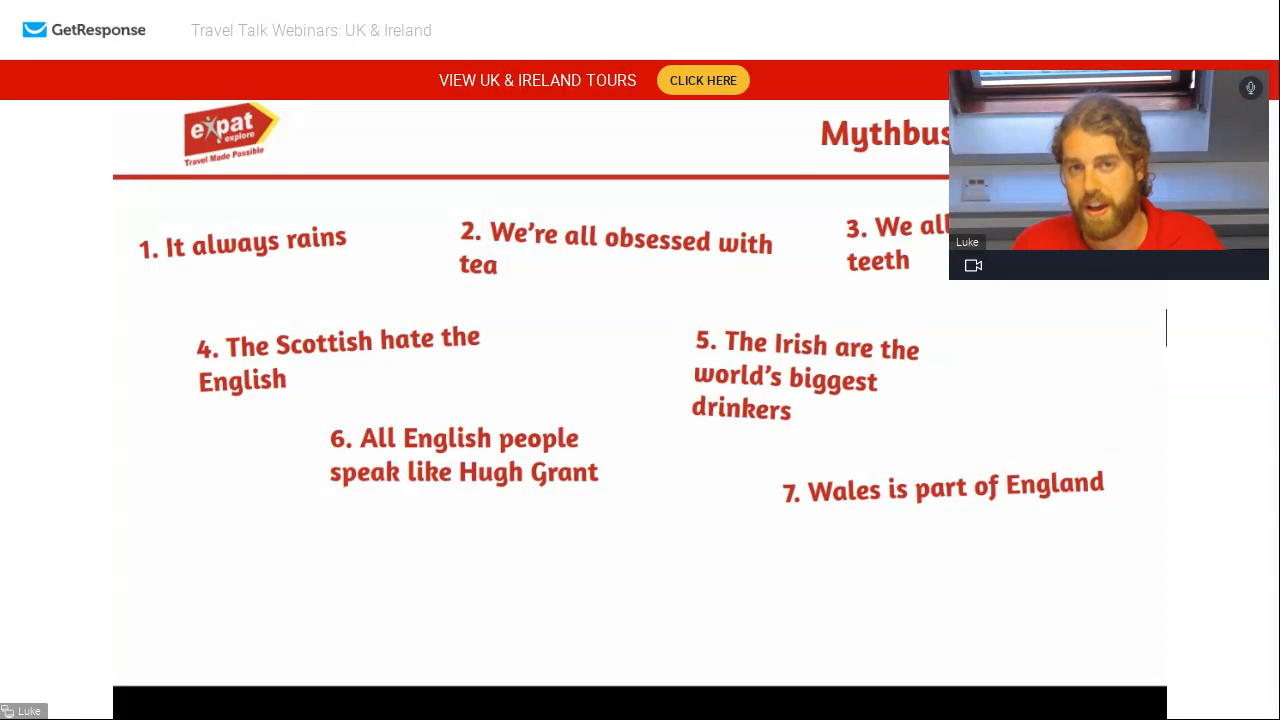 GetResponse
Travel Talk Webinars: UK & Ireland
VIEW UK & IRELAND TOURS
CLICK HERE
expat
explore
Travel Made Possible
1. It always rains
2. We're all obsessed with
tea
3. We all
teeth
Luke
4. The Scottish hate the
English
5. The Irish are the
world's biggest
drinkers
6. All English people
speak like Hugh Grant
7. Wales is part of England
Luke